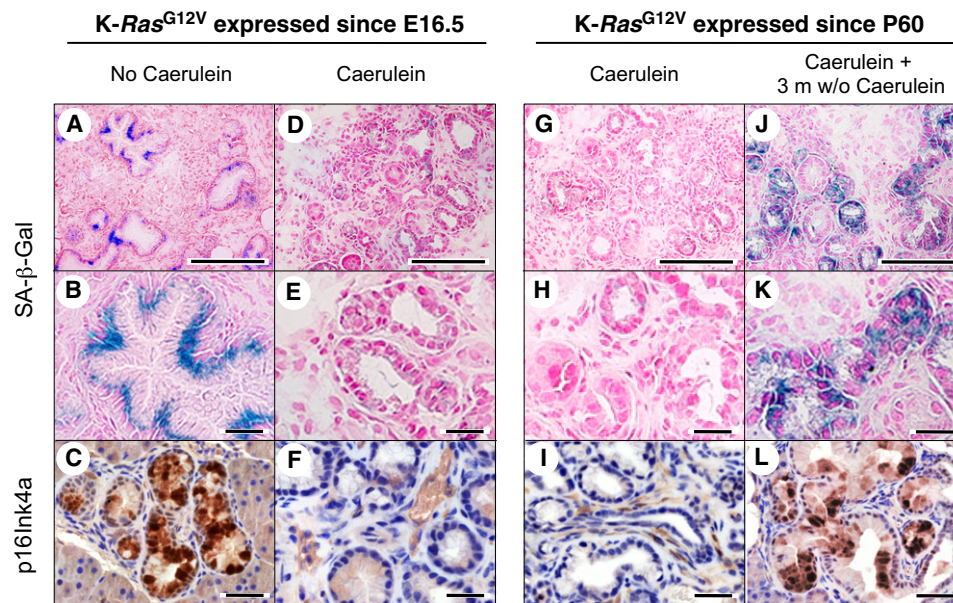 K-RasG12V expressed since E16.5
K-RasG12V expressed since P60
No Caerulein
Caerulein
Caerulein
Caerulein +
3 m w/o Caerulein
SA-β-Gal
p16Ink4a
A
D
G
J
B
E
H
K
C
F
I
L